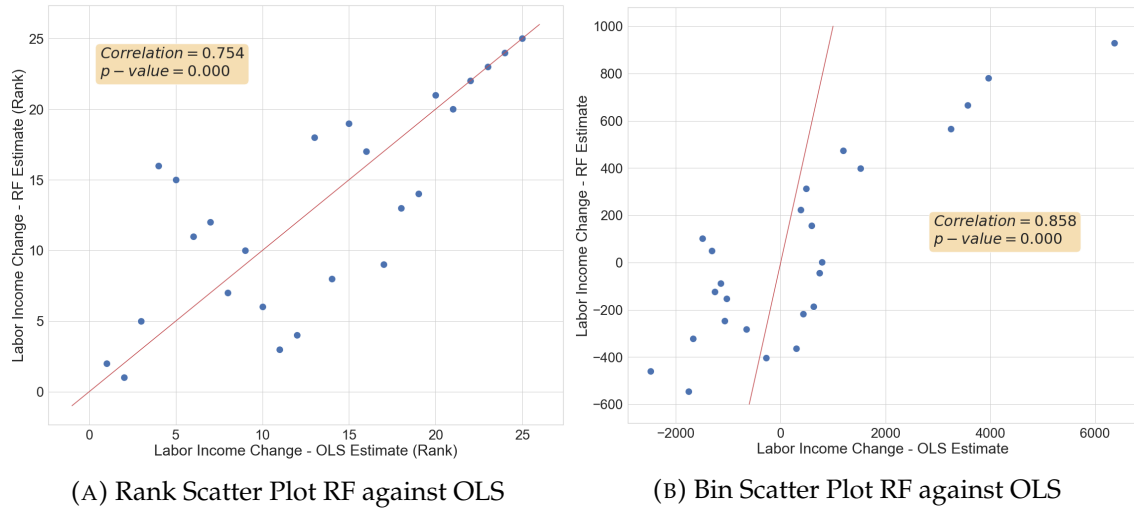 Correlation = 0.754
p − value = 0.000
25
20
15
10
5
0
Labor Income Change - RF Estimate (Rank)
0 5 10 15 20 25
Labor Income Change - OLS Estimate (Rank)
(A) Rank Scatter Plot RF against OLS
1000
800
600
400
200
0
−200
−400
−600
Labor Income Change - RF Estimate
Correlation = 0.858
p − value = 0.000
−2000 0 2000 4000 6000
Labor Income Change - OLS Estimate
(B) Bin Scatter Plot RF against OLS